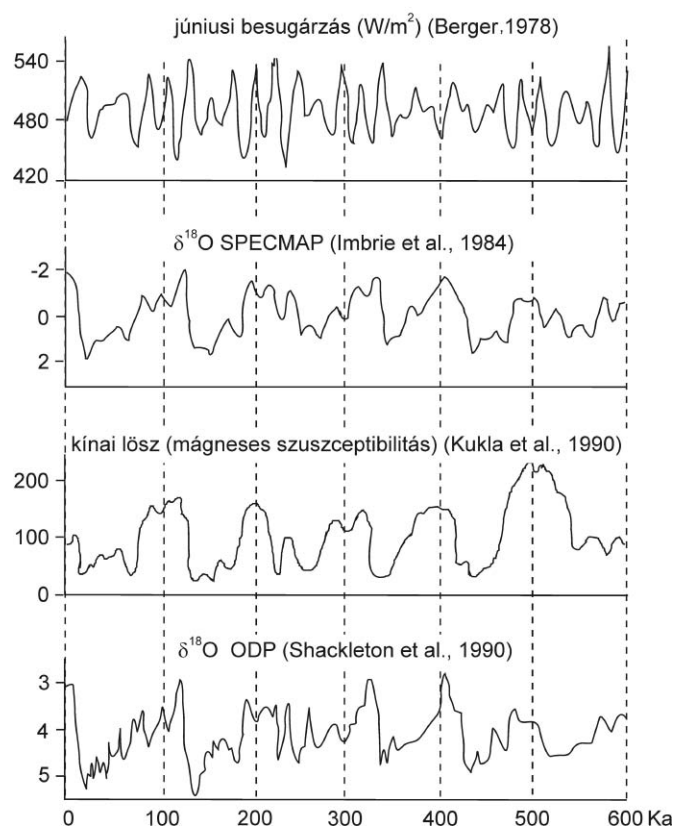 júniusi besugárzás (W/m²) (Berger,1978)
540
480
420
δ¹⁸O SPECMAP (Imbrie et al., 1984)
-2
0
2
kínai lösz (mágneses szuszceptibilitás) (Kukla et al., 1990)
200
100
0
δ¹⁸O ODP (Shackleton et al., 1990)
3
4
5
0 100 200 300 400 500 600 Ka